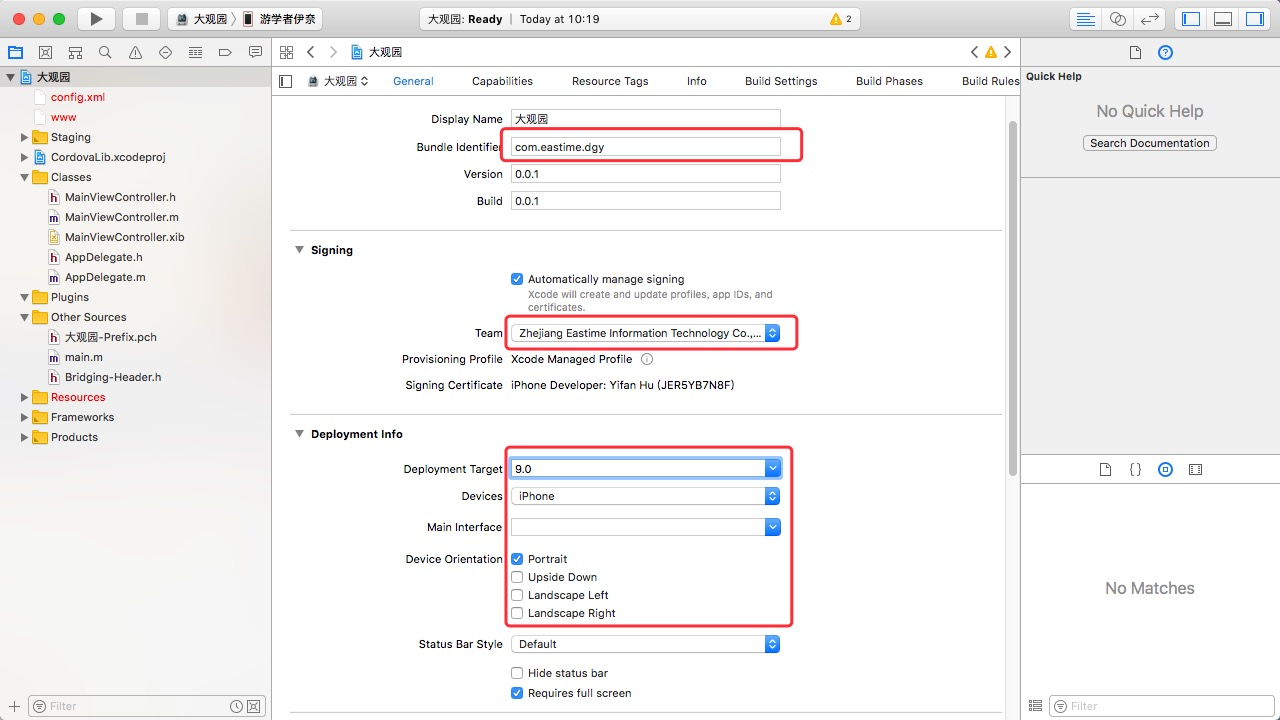 大观园 〉 游学者伊奈
大观园: Ready | Today at 10:19
2
大观园
大观园
General
Capabilities
Resource Tags
Info
Build Settings
Build Phases
Build Rules
大观园
config.xml
www
Staging
CordovaLib.xcodeproj
Classes
MainViewController.h
MainViewController.m
MainViewController.xib
AppDelegate.h
AppDelegate.m
Plugins
Other Sources
大观园-Prefix.pch
main.m
Bridging-Header.h
Resources
Frameworks
Products
Filter
Display Name 大观园
Bundle Identifier com.eastime.dgy
Version 0.0.1
Build 0.0.1
Signing
Automatically manage signing
Xcode will create and update profiles, app IDs, and
certificates.
Team Zhejiang Eastime Information Technology Co.,...
Provisioning Profile Xcode Managed Profile
Signing Certificate iPhone Developer: Yifan Hu (JER5YB7N8F)
Deployment Info
Deployment Target 9.0
Devices iPhone
Main Interface
Device Orientation Portrait
Upside Down
Landscape Left
Landscape Right
Status Bar Style Default
Hide status bar
Requires full screen
Quick Help
No Quick Help
Search Documentation
No Matches
Filter